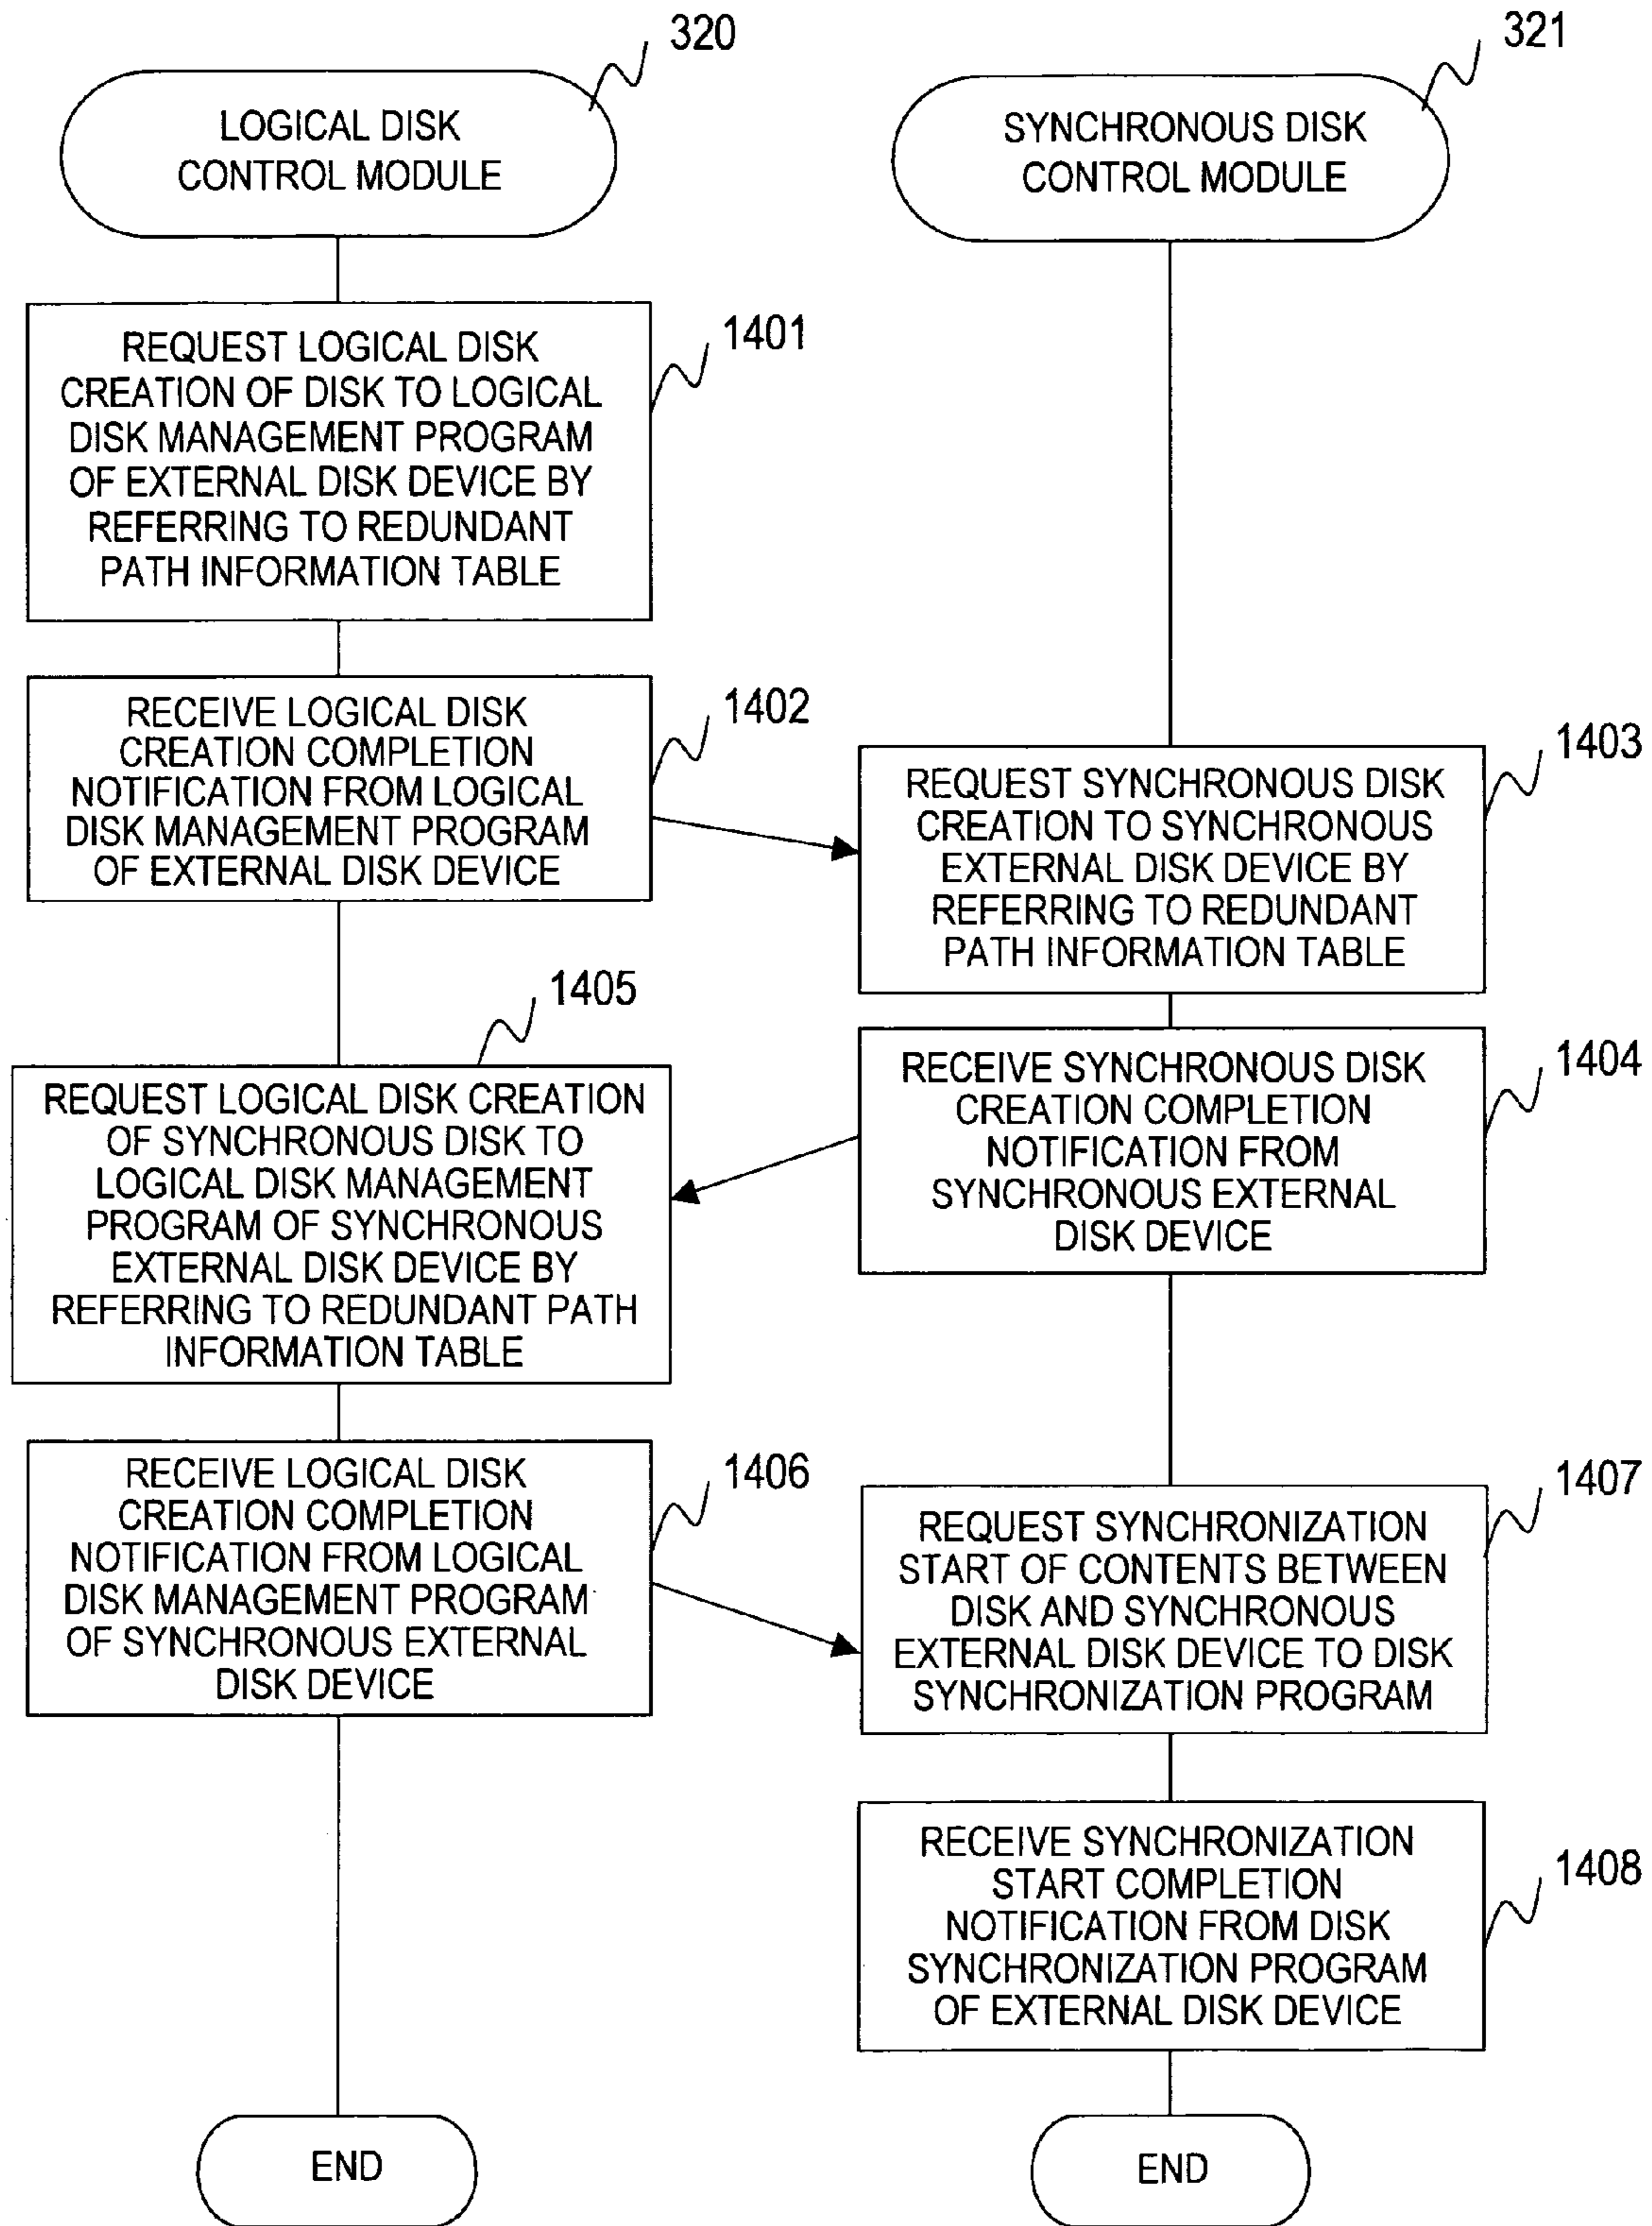 320
LOGICAL DISK
CONTROL MODULE
321
SYNCHRONOUS DISK
CONTROL MODULE
1401
REQUEST LOGICAL DISK
CREATION OF DISK TO LOGICAL
DISK MANAGEMENT PROGRAM
OF EXTERNAL DISK DEVICE BY
REFERRING TO REDUNDANT
PATH INFORMATION TABLE
1402
RECEIVE LOGICAL DISK
CREATION COMPLETION
NOTIFICATION FROM LOGICAL
DISK MANAGEMENT PROGRAM
OF EXTERNAL DISK DEVICE
1403
REQUEST SYNCHRONOUS DISK
CREATION TO SYNCHRONOUS
EXTERNAL DISK DEVICE BY
REFERRING TO REDUNDANT
PATH INFORMATION TABLE
1404
RECEIVE SYNCHRONOUS DISK
CREATION COMPLETION
NOTIFICATION FROM
SYNCHRONOUS EXTERNAL
DISK DEVICE
1405
REQUEST LOGICAL DISK CREATION
OF SYNCHRONOUS DISK TO
LOGICAL DISK MANAGEMENT
PROGRAM OF SYNCHRONOUS
EXTERNAL DISK DEVICE BY
REFERRING TO REDUNDANT PATH
INFORMATION TABLE
1406
RECEIVE LOGICAL DISK
CREATION COMPLETION
NOTIFICATION FROM LOGICAL
DISK MANAGEMENT PROGRAM
OF SYNCHRONOUS EXTERNAL
DISK DEVICE
1407
REQUEST SYNCHRONIZATION
START OF CONTENTS BETWEEN
DISK AND SYNCHRONOUS
EXTERNAL DISK DEVICE TO DISK
SYNCHRONIZATION PROGRAM
1408
RECEIVE SYNCHRONIZATION
START COMPLETION
NOTIFICATION FROM DISK
SYNCHRONIZATION PROGRAM
OF EXTERNAL DISK DEVICE
END
END